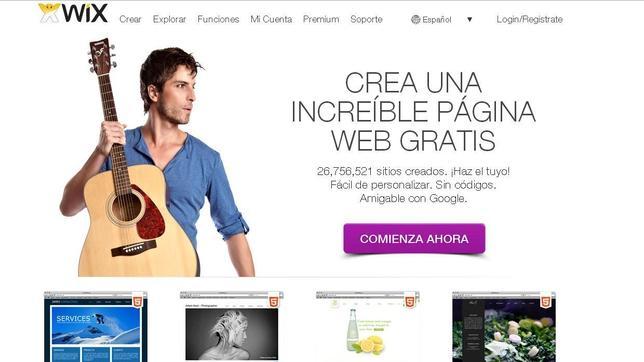 WiX
Crear Explorar Funciones Mi Cuenta Premium Soporte Español Login/Registrate
CREA UNA
INCREÍBLE PÁGINA
WEB GRATIS
26,756,521 sitios creados. ¡Haz el tuyo!
Fácil de personalizar. Sin códigos.
Amigable con Google.
COMIENZA AHORA
SERVICES